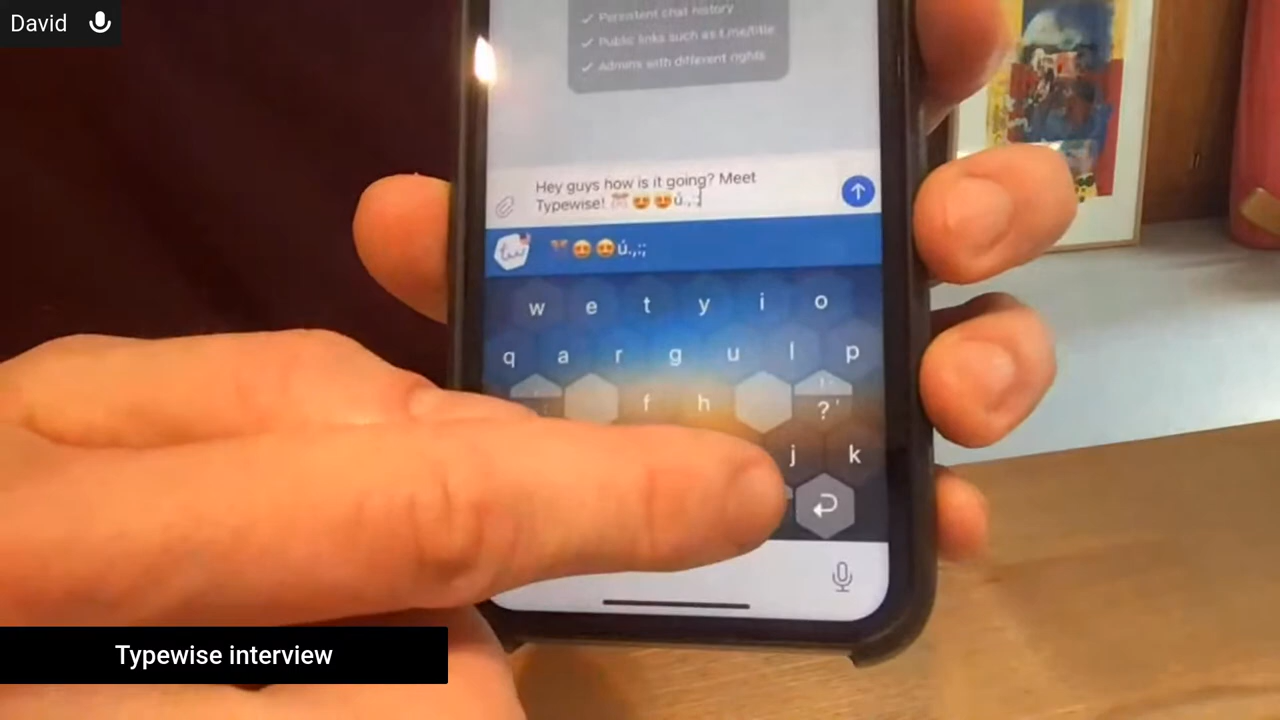 David
Persistent chat history
Public links such as t.me/title
Admins with different rights
Hey guys how is it going? Meet
Typewise! 😍😍ú.,:;
tw 😍😍ú.,:;
w e t y i o
q a r g u l p
f h ?'
j k
Typewise interview